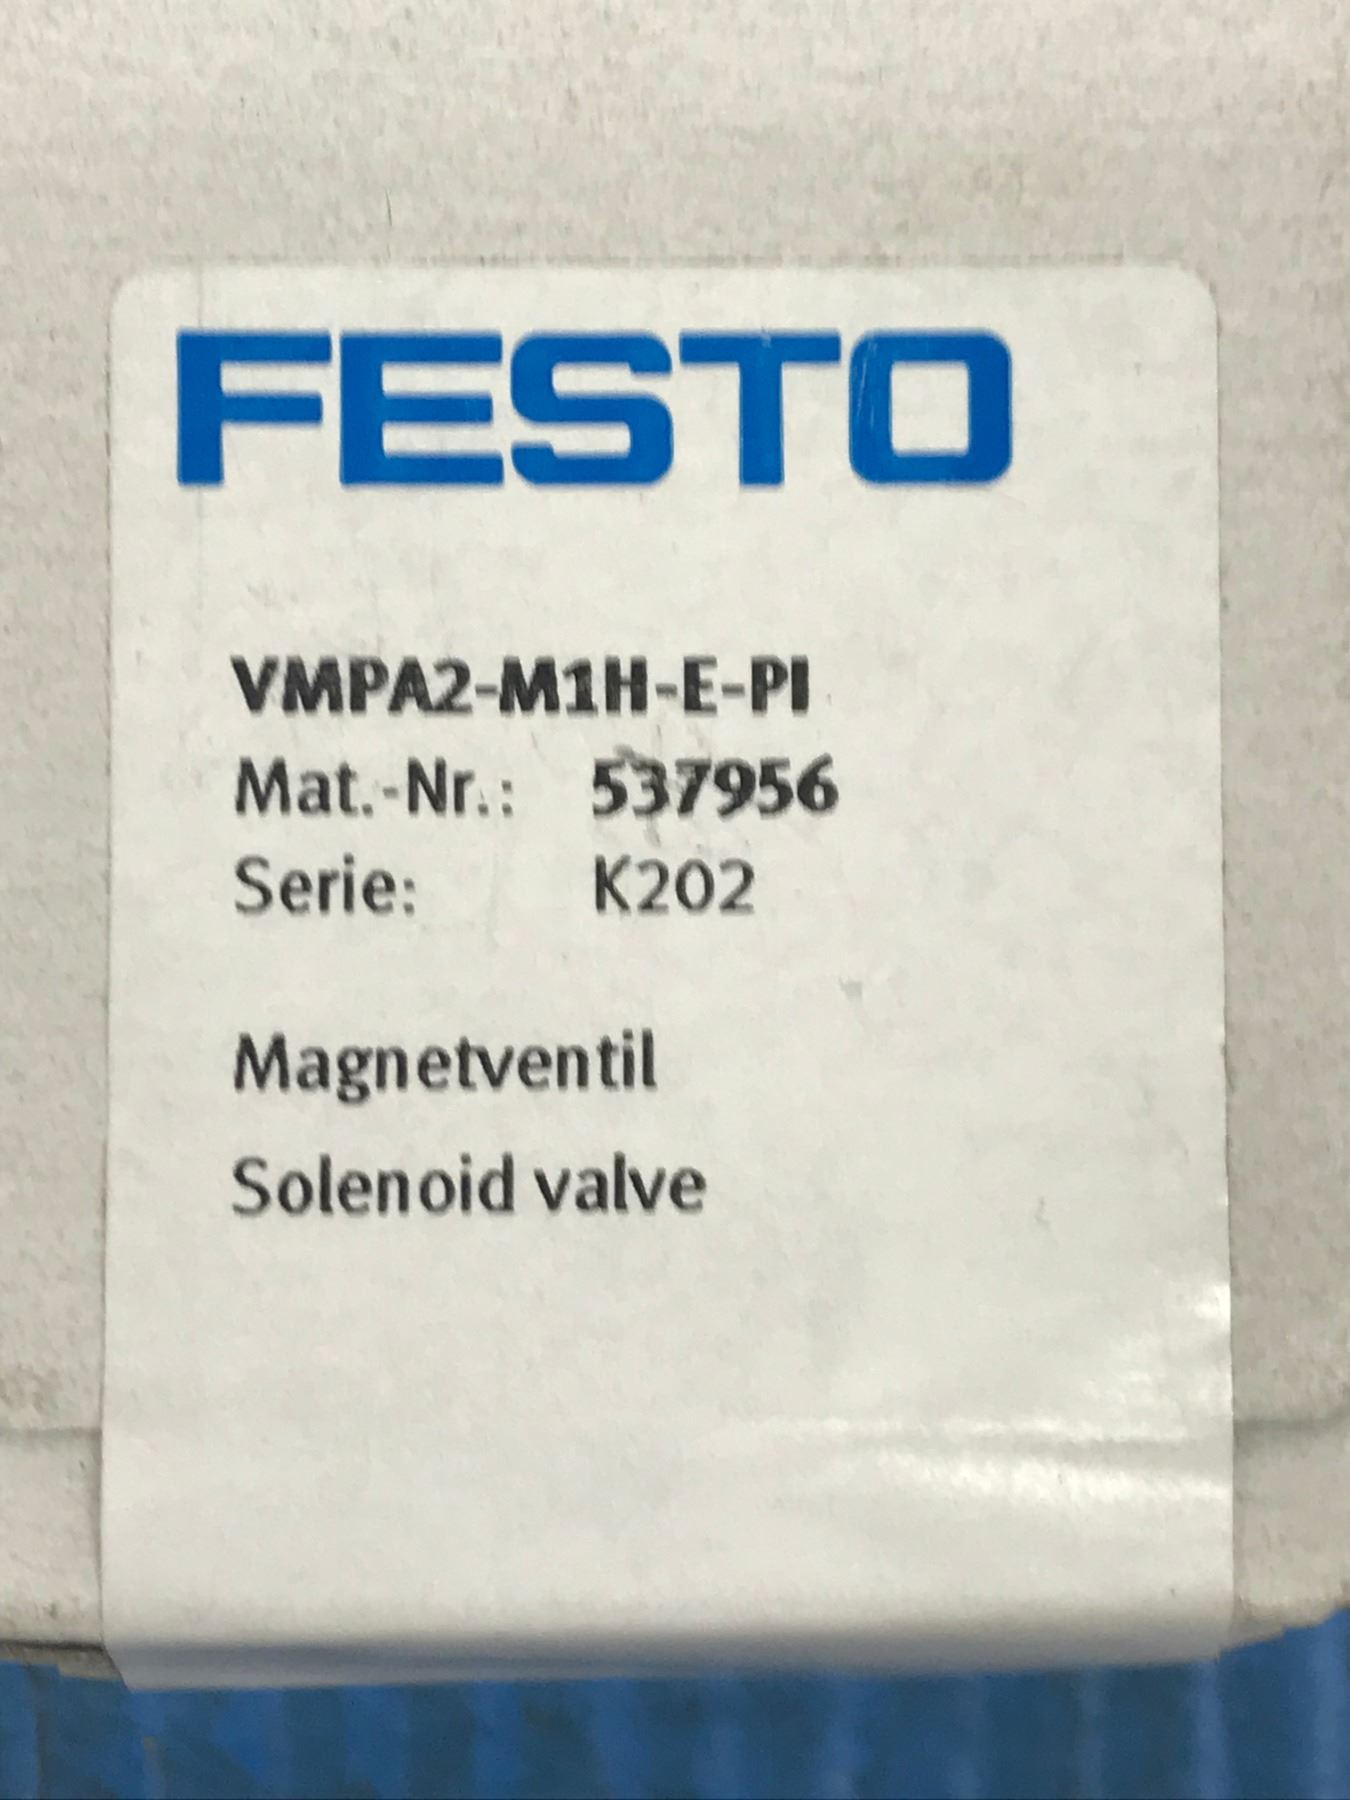 FESTO
VMPA2-M1H-E-PI
Mat.-Nr.: 537956
Serie: K202
Magnetventil
Solenoid valve